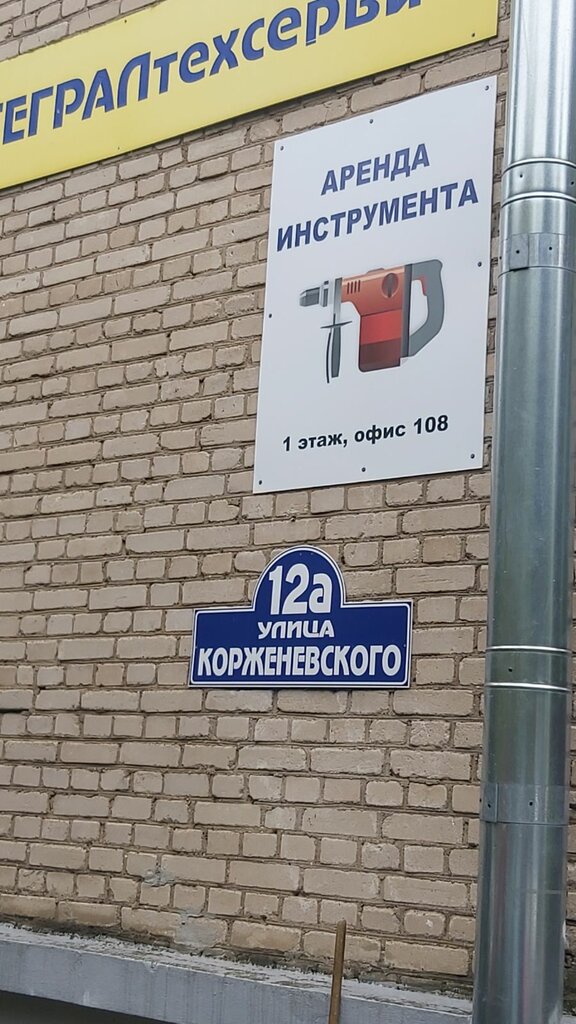 ТЕГРАЛтехсерви
АРЕНДА
ИНСТРУМЕНТА
1 этаж, офис 108
12а
УЛИЦА
КОРЖЕНЕВСКОГО